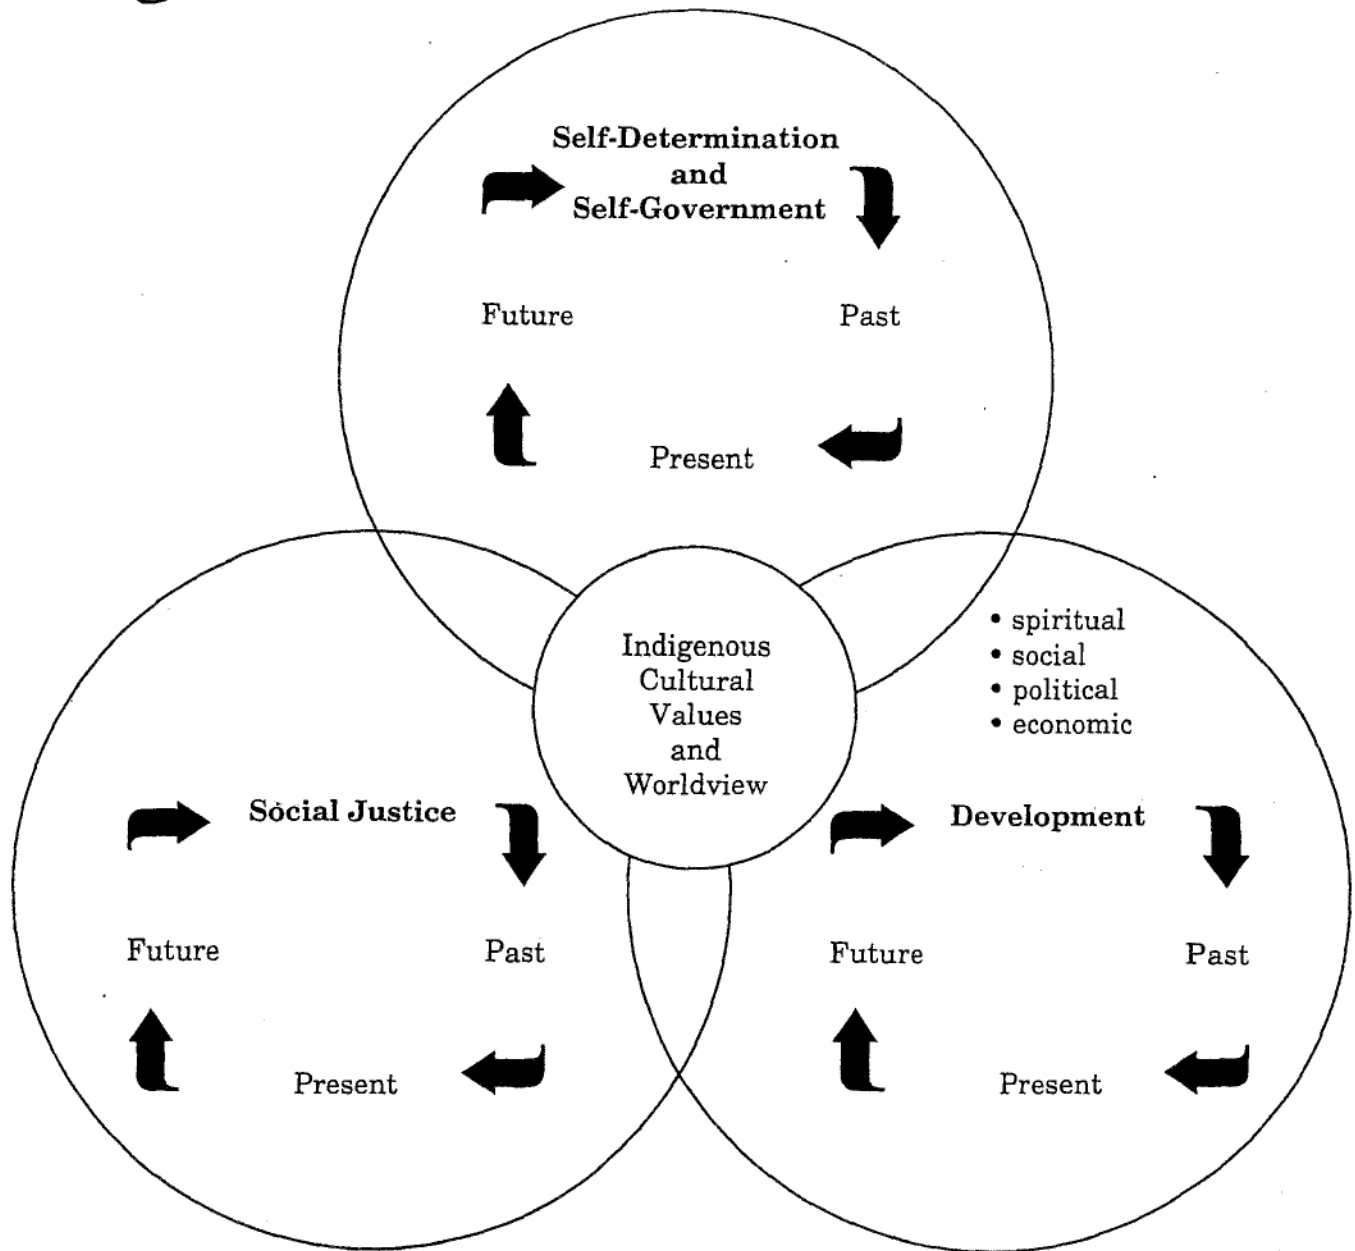 Self-Determination
and
Self-Government
Future
Past
Present
Indigenous
Cultural
Values
and
Worldview
• spiritual
• social
• political
• economic
Social Justice
Future
Past
Present
Development
Future
Past
Present